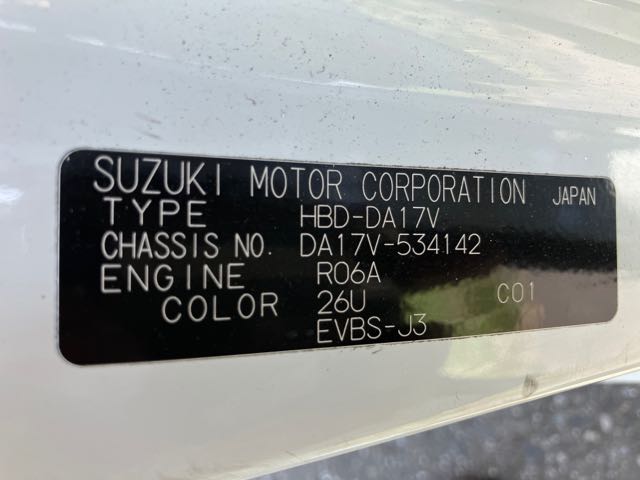 SUZUKI MOTOR CORPORATION JAPAN
TYPE HBD-DA17V
CHASSIS NO. DA17V-534142
ENGINE R06A
COLOR 26U C01
EVBS-J3